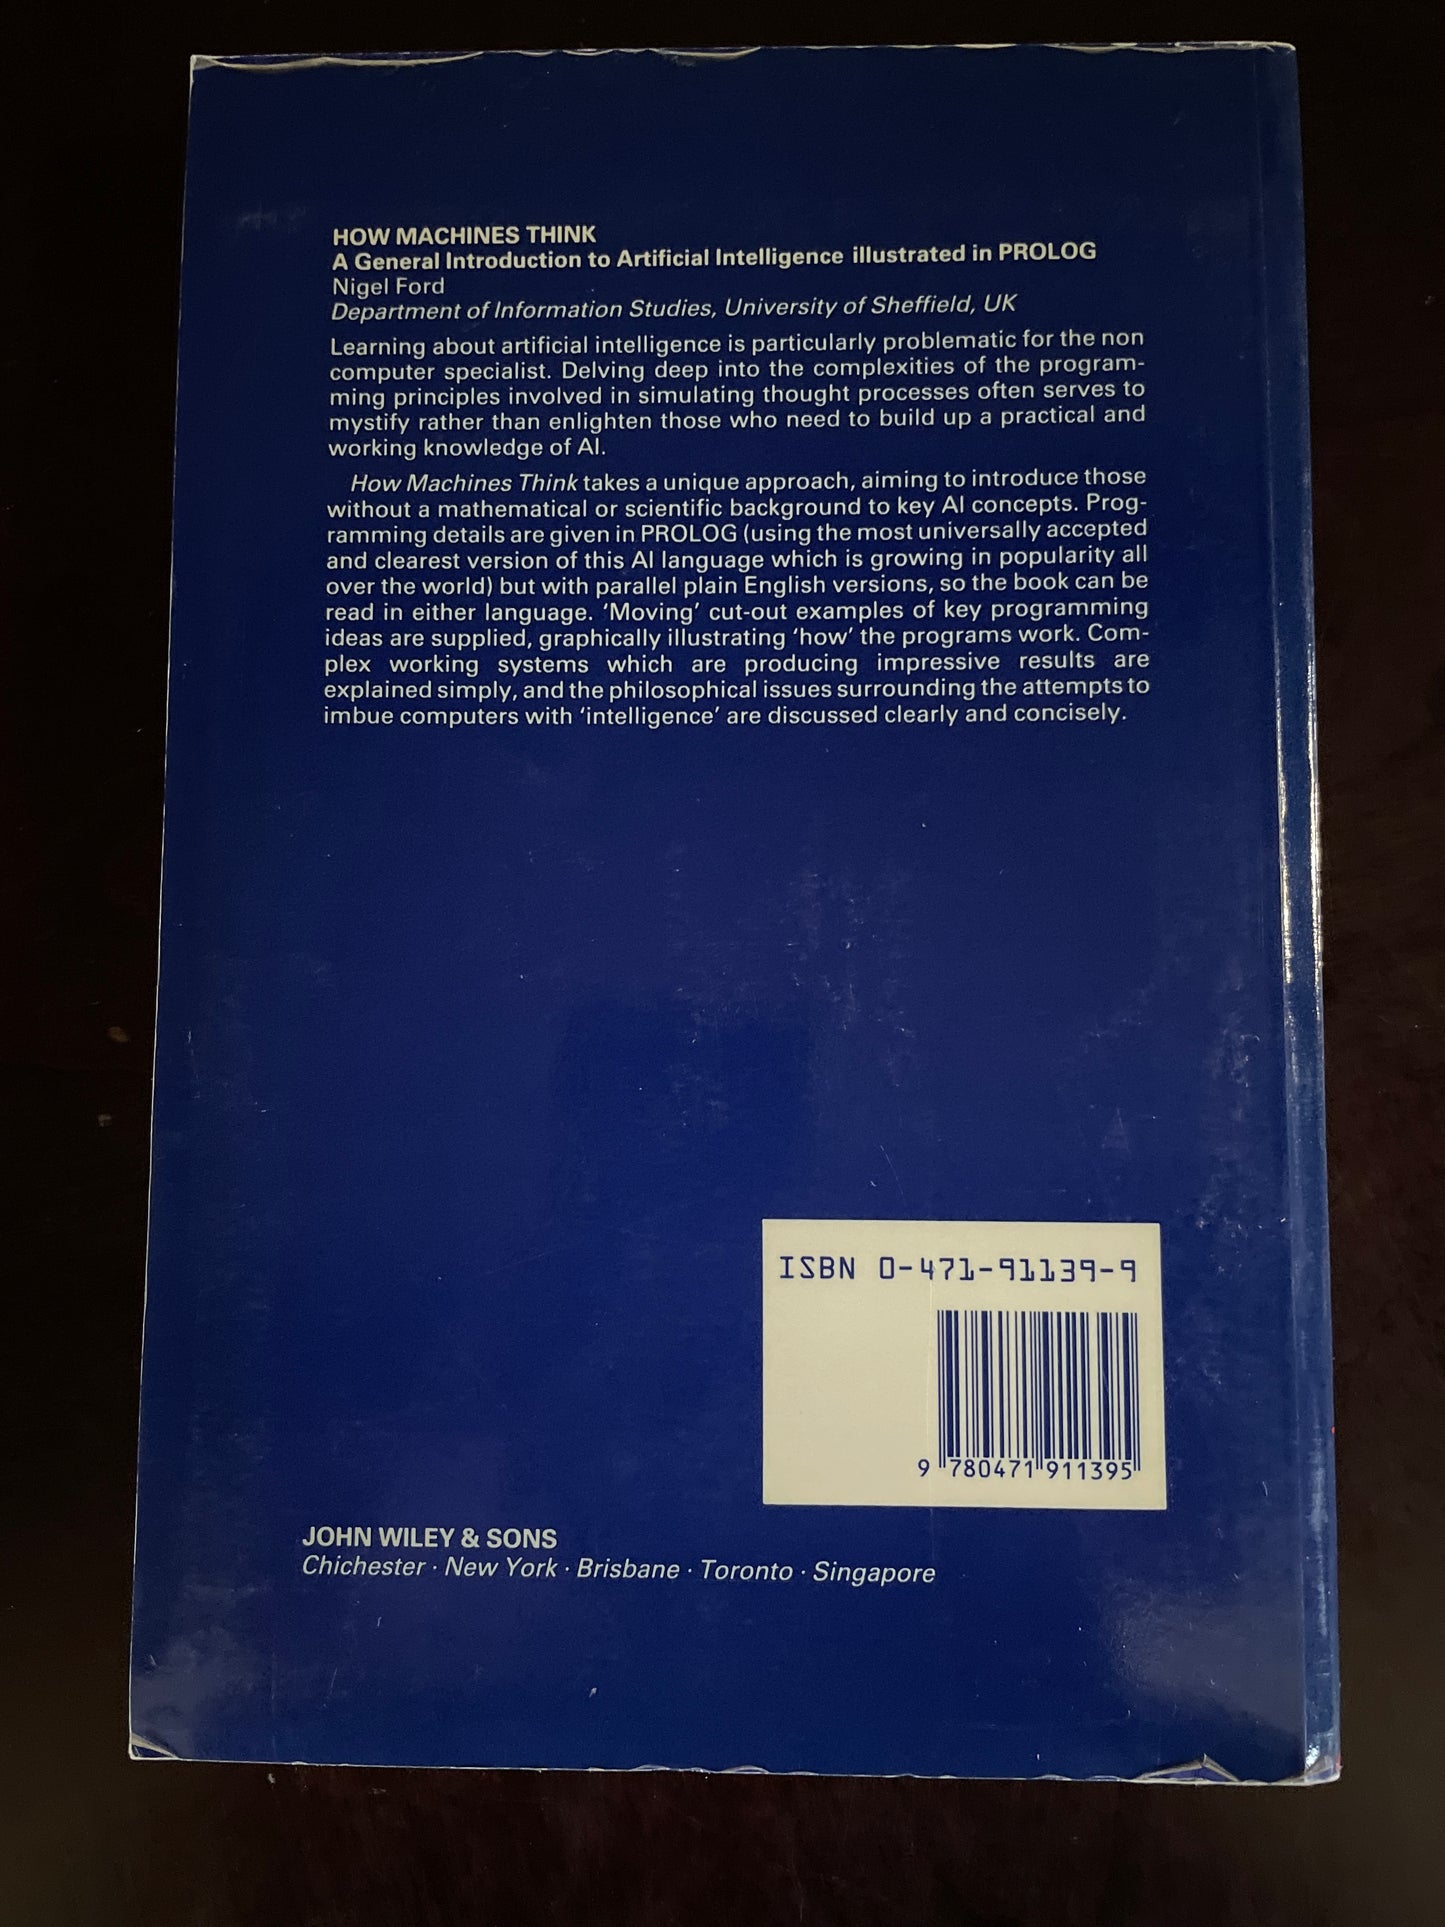 HOW MACHINES THINK
A General Introduction to Artificial Intelligence illustrated in PROLOG
Nigel Ford
Department of Information Studies, University of Sheffield, UK
Learning about artificial intelligence is particularly problematic for the non
computer specialist. Delving deep into the complexities of the program-
ming principles involved in simulating thought processes often serves to
mystify rather than enlighten those who need to build up a practical and
working knowledge of AI.
How Machines Think takes a unique approach, aiming to introduce those
without a mathematical or scientific background to key AI concepts. Prog-
ramming details are given in PROLOG (using the most universally accepted
and clearest version of this AI language which is growing in popularity all
over the world) but with parallel plain English versions, so the book can be
read in either language. ‘Moving’ cut-out examples of key programming
ideas are supplied, graphically illustrating ‘how’ the programs work. Com-
plex working systems which are producing impressive results are
explained simply, and the philosophical issues surrounding the attempts to
imbue computers with ‘intelligence’ are discussed clearly and concisely.
ISBN 0-471-91139-9
9 780471 911395
JOHN WILEY & SONS
Chichester · New York · Brisbane · Toronto · Singapore